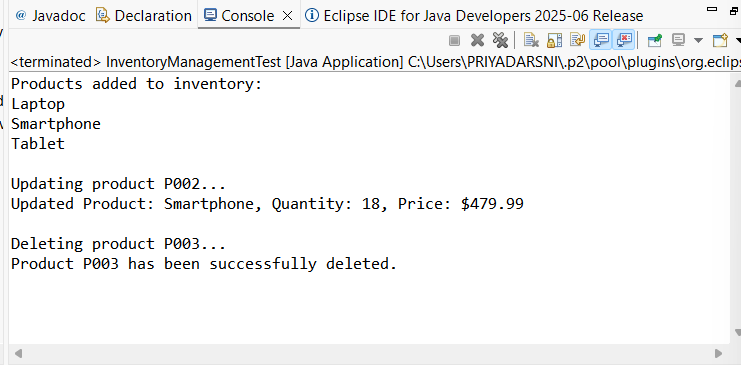 @ Javadoc Declaration Console Eclipse IDE for Java Developers 2025-06 Release
<terminated> InventoryManagementTest [Java Application] C:\Users\PRIYADARSNI\.p2\pool\plugins\org.eclips
Products added to inventory:
Laptop
Smartphone
Tablet
Updating product P002...
Updated Product: Smartphone, Quantity: 18, Price: $479.99
Deleting product P003...
Product P003 has been successfully deleted.